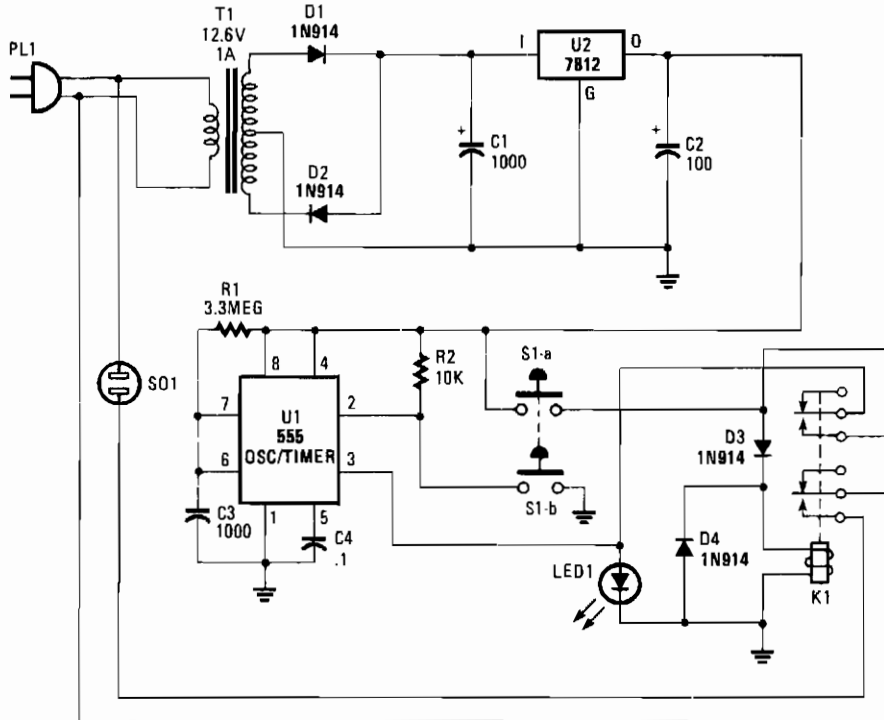 T1
12.6V
1A
D1
1N914
PL1
I
U2
7812
O
G
+
C1
1000
+
C2
100
D2
1N914
R1
3.3MEG
8
4
R2
10K
S1-a
SO1
7
U1
555
OSC/TIMER
2
6
3
D3
1N914
C3
1000
1
5
C4
.1
S1-b
D4
1N914
LED1
K1